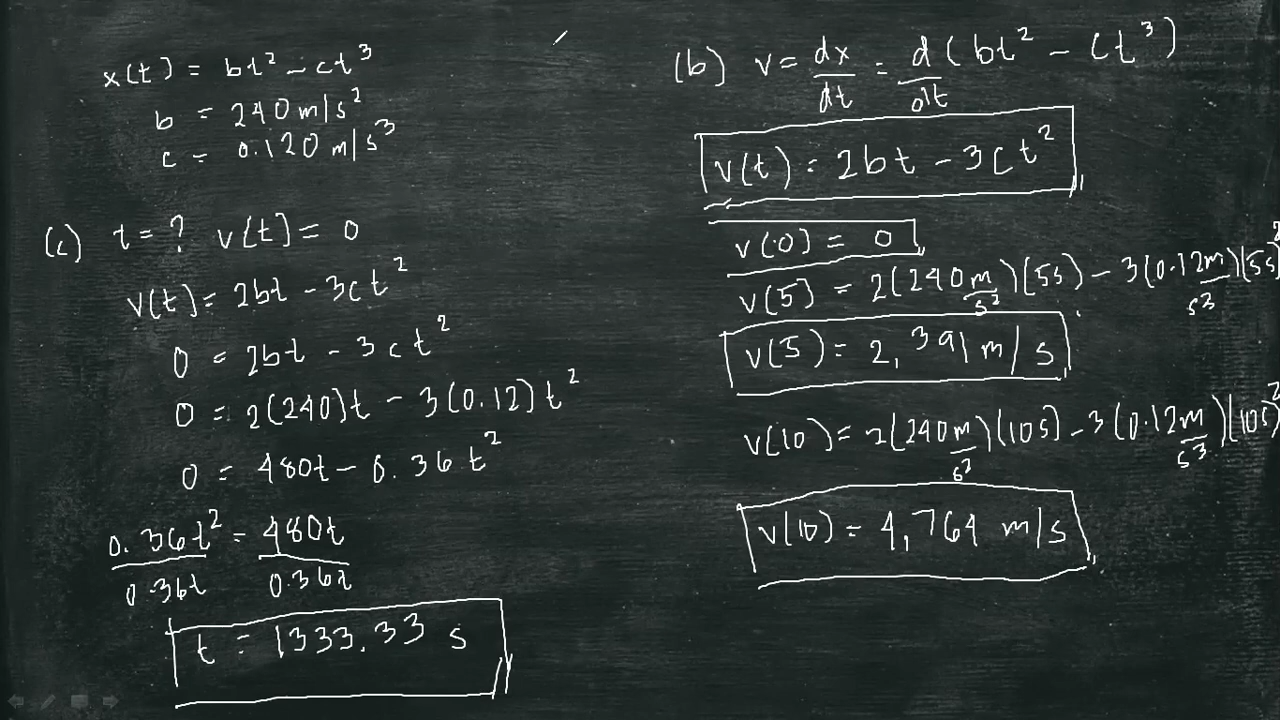 x(t) = bt² - ct³
b = 240 m/s²
c = 0.120 m/s³
(c) t = ? v(t) = 0
v(t) = 2bt - 3ct²
0 = 2bt - 3ct²
0 = 2(240)t - 3(0.12)t²
0 = 480t - 0.36t²
0.36t²/0.36t = 480t/0.36t
t = 1333.33 s
(b) v = dx/dt = d/dt (bt² - ct³)
v(t) = 2bt - 3ct²
v(0) = 0
v(5) = 2(240 m/s²)(5s) - 3(0.12 m/s³)(5s)²
v(5) = 2,391 m/s
v(10) = 2(240 m/s²)(10s) - 3(0.12 m/s³)(10s)²
v(10) = 4,764 m/s